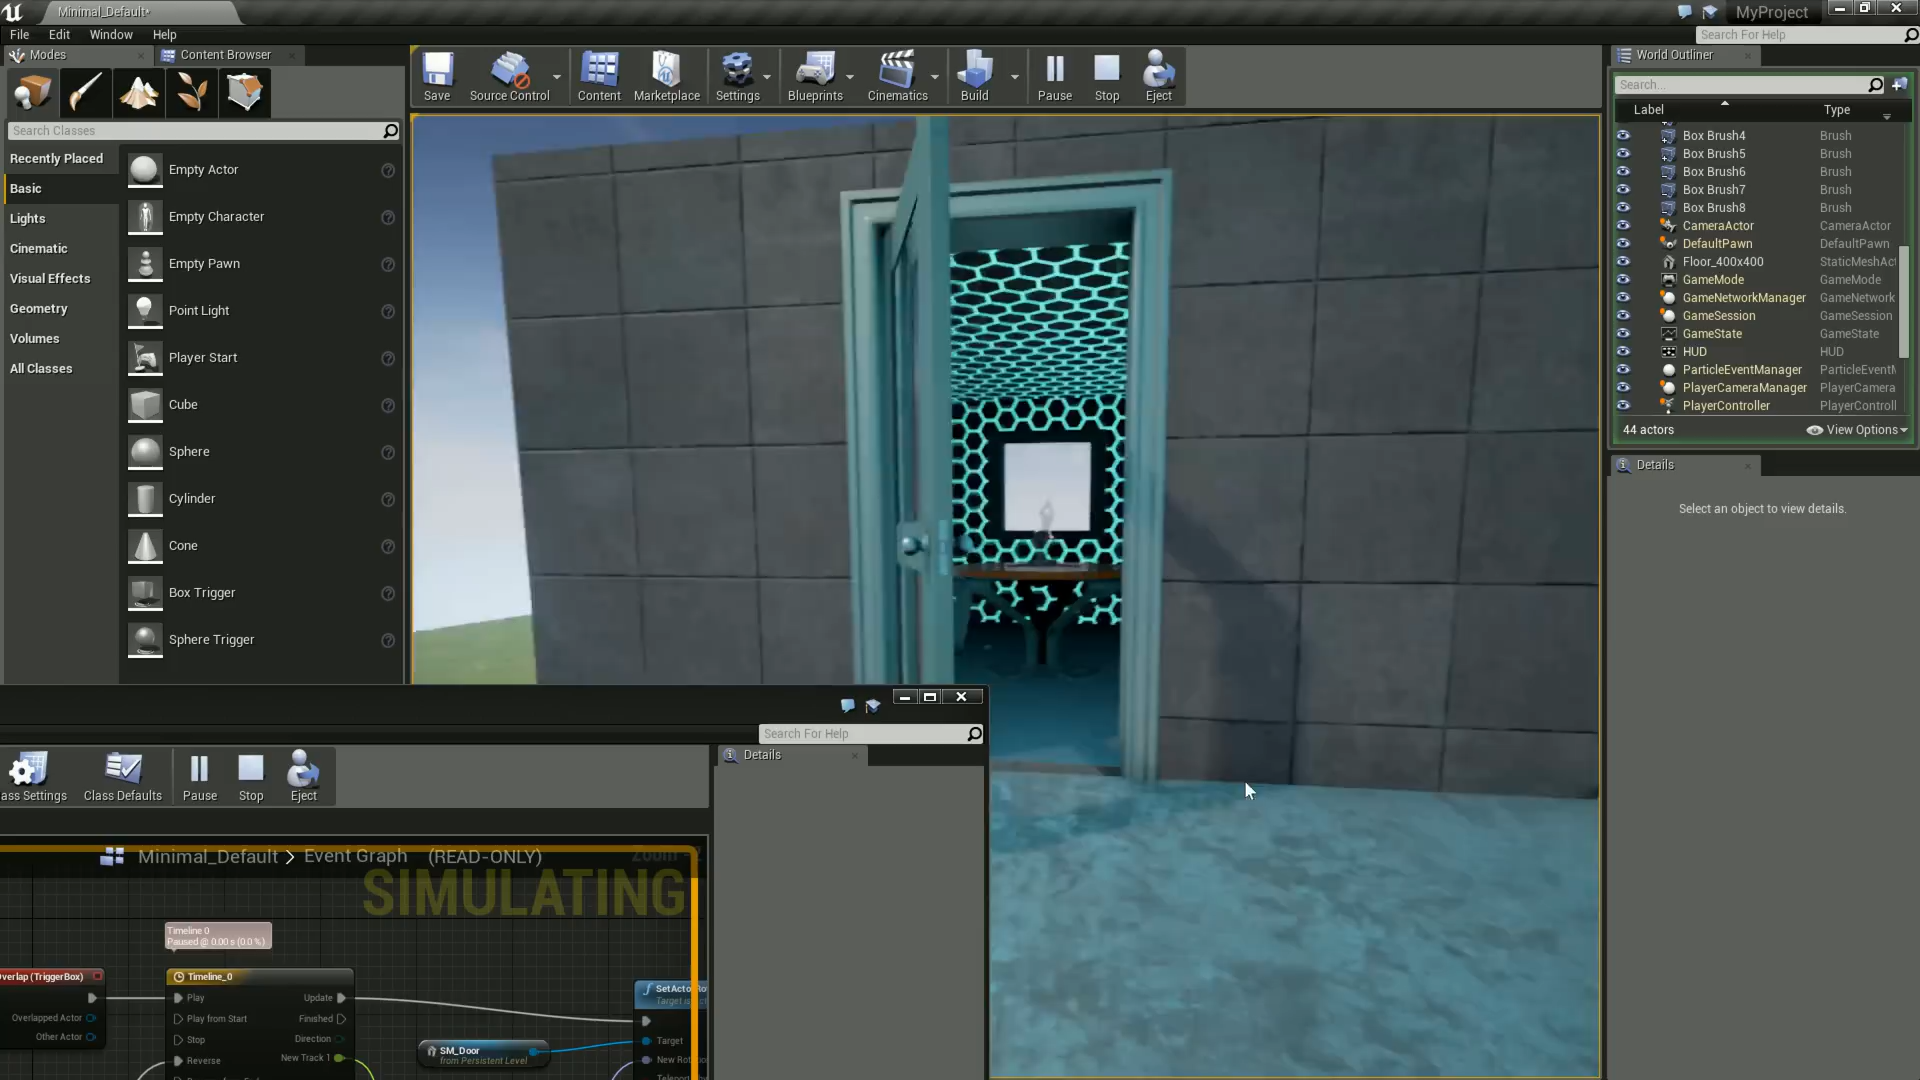 Minimal_Default*
MyProject
File
Edit
Window
Help
Search For Help
Modes
Content Browser
Search Classes
Recently Placed
Basic
Lights
Cinematic
Visual Effects
Geometry
Volumes
All Classes
Empty Actor
Empty Character
Empty Pawn
Point Light
Player Start
Cube
Sphere
Cylinder
Cone
Box Trigger
Sphere Trigger
Save
Source Control
Content
Marketplace
Settings
Blueprints
Cinematics
Build
Pause
Stop
Eject
World Outliner
Search...
Label
Type
Box Brush4 Brush
Box Brush5 Brush
Box Brush6 Brush
Box Brush7 Brush
Box Brush8 Brush
CameraActor CameraActor
DefaultPawn DefaultPawn
Floor_400x400 StaticMeshAct
GameMode GameMode
GameNetworkManager GameNetwork
GameSession GameSession
GameState GameState
HUD HUD
ParticleEventManager ParticleEventM
PlayerCameraManager PlayerCamera
PlayerController PlayerControll
44 actors
View Options
Details
Select an object to view details.
Search For Help
ass Settings
Class Defaults
Pause
Stop
Eject
Details
Minimal_Default > Event Graph (READ-ONLY)
Zoom -2
SIMULATING
Timeline 0
Paused @ 0.00 s (0.0 %)
verlap (TriggerBox)
Overlapped Actor
Other Actor
Timeline_0
Play
Play from Start
Stop
Reverse
Update
Finished
Direction
New Track 1
SM_Door
from Persistent Level
SetActorRo
Target is
Target
New Rotatio
Teleport